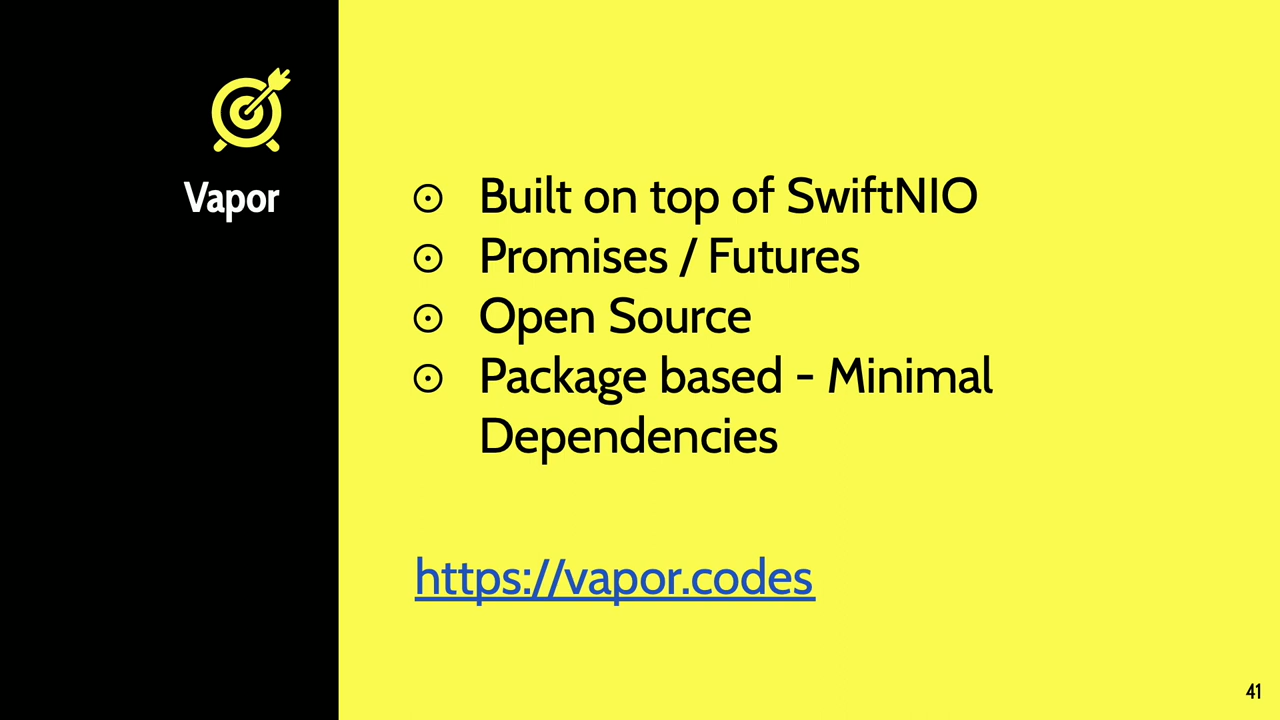 Vapor
Built on top of SwiftNIO
Promises / Futures
Open Source
Package based - Minimal
Dependencies
https://vapor.codes
41